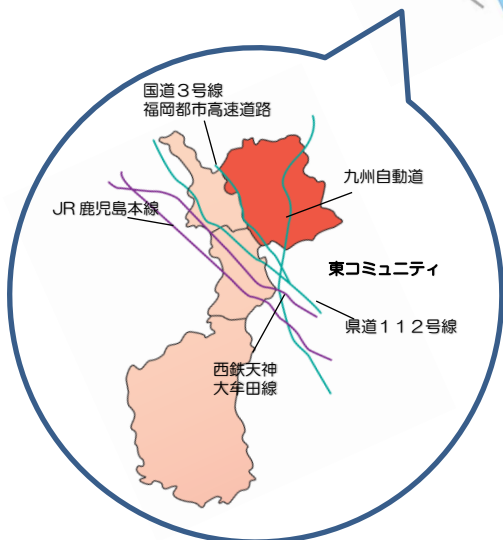 国道３号線
福岡都市高速道路
九州自動道
JR 鹿児島本線
東コミュニティ
県道１１２号線
西鉄天神
大牟田線